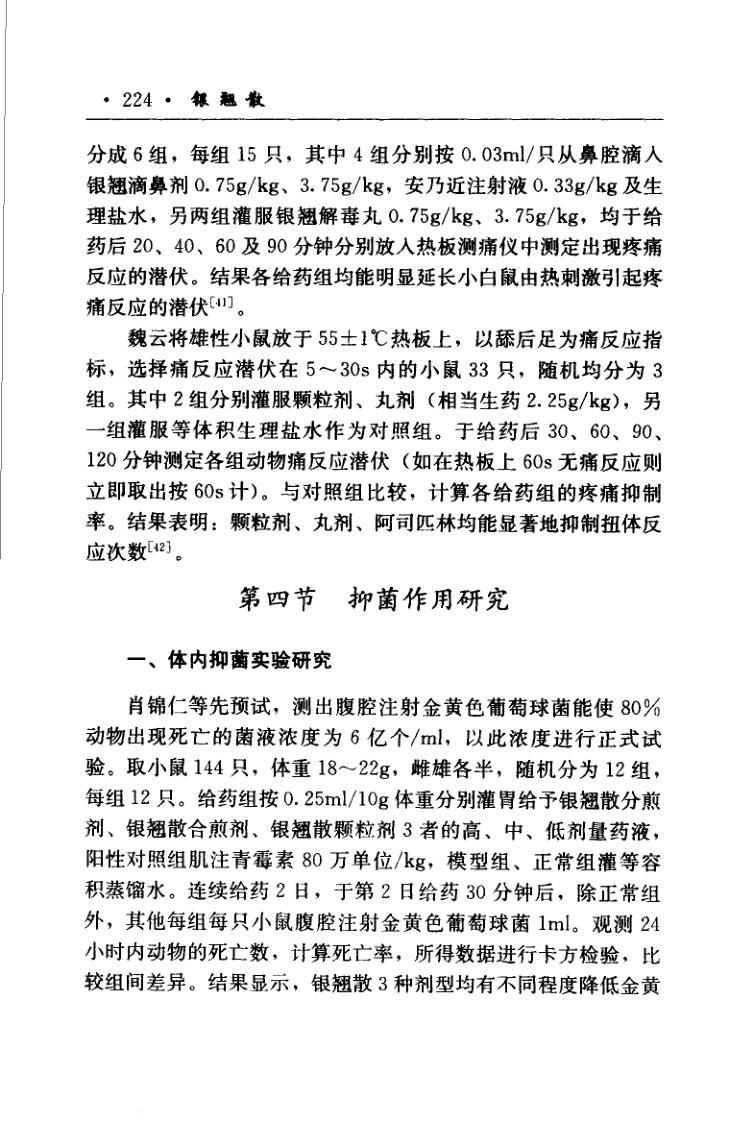 · 224 · 银翘散
分成 6 组，每组 15 只，其中 4 组分别按 0.03ml/只从鼻腔滴入
银翘滴鼻剂 0.75g/kg、3.75g/kg，安乃近注射液 0.33g/kg 及生
理盐水，另两组灌服银翘解毒丸 0.75g/kg、3.75g/kg，均于给
药后 20、40、60 及 90 分钟分别放入热板测痛仪中测定出现疼痛
反应的潜伏。结果各给药组均能明显延长小白鼠由热刺激引起疼
痛反应的潜伏[41]。
魏云将雄性小鼠放于 55±1℃热板上，以舔后足为痛反应指
标，选择痛反应潜伏在 5～30s 内的小鼠 33 只，随机均分为 3
组。其中 2 组分别灌服颗粒剂、丸剂（相当生药 2.25g/kg），另
一组灌服等体积生理盐水作为对照组。于给药后 30、60、90、
120 分钟测定各组动物痛反应潜伏（如在热板上 60s 无痛反应则
立即取出按 60s 计）。与对照组比较，计算各给药组的疼痛抑制
率。结果表明：颗粒剂、丸剂、阿司匹林均能显著地抑制扭体反
应次数[42]。
第四节 抑菌作用研究
一、体内抑菌实验研究
肖锦仁等先预试，测出腹腔注射金黄色葡萄球菌能使 80%
动物出现死亡的菌液浓度为 6 亿个/ml，以此浓度进行正式试
验。取小鼠 144 只，体重 18～22g，雌雄各半，随机分为 12 组，
每组 12 只。给药组按 0.25ml/10g 体重分别灌胃给予银翘散分煎
剂、银翘散合煎剂、银翘散颗粒剂 3 者的高、中、低剂量药液，
阳性对照组肌注青霉素 80 万单位/kg，模型组、正常组灌等容
积蒸馏水。连续给药 2 日，于第 2 日给药 30 分钟后，除正常组
外，其他每组每只小鼠腹腔注射金黄色葡萄球菌 1ml。观测 24
小时内动物的死亡数，计算死亡率，所得数据进行卡方检验，比
较组间差异。结果显示，银翘散 3 种剂型均有不同程度降低金黄